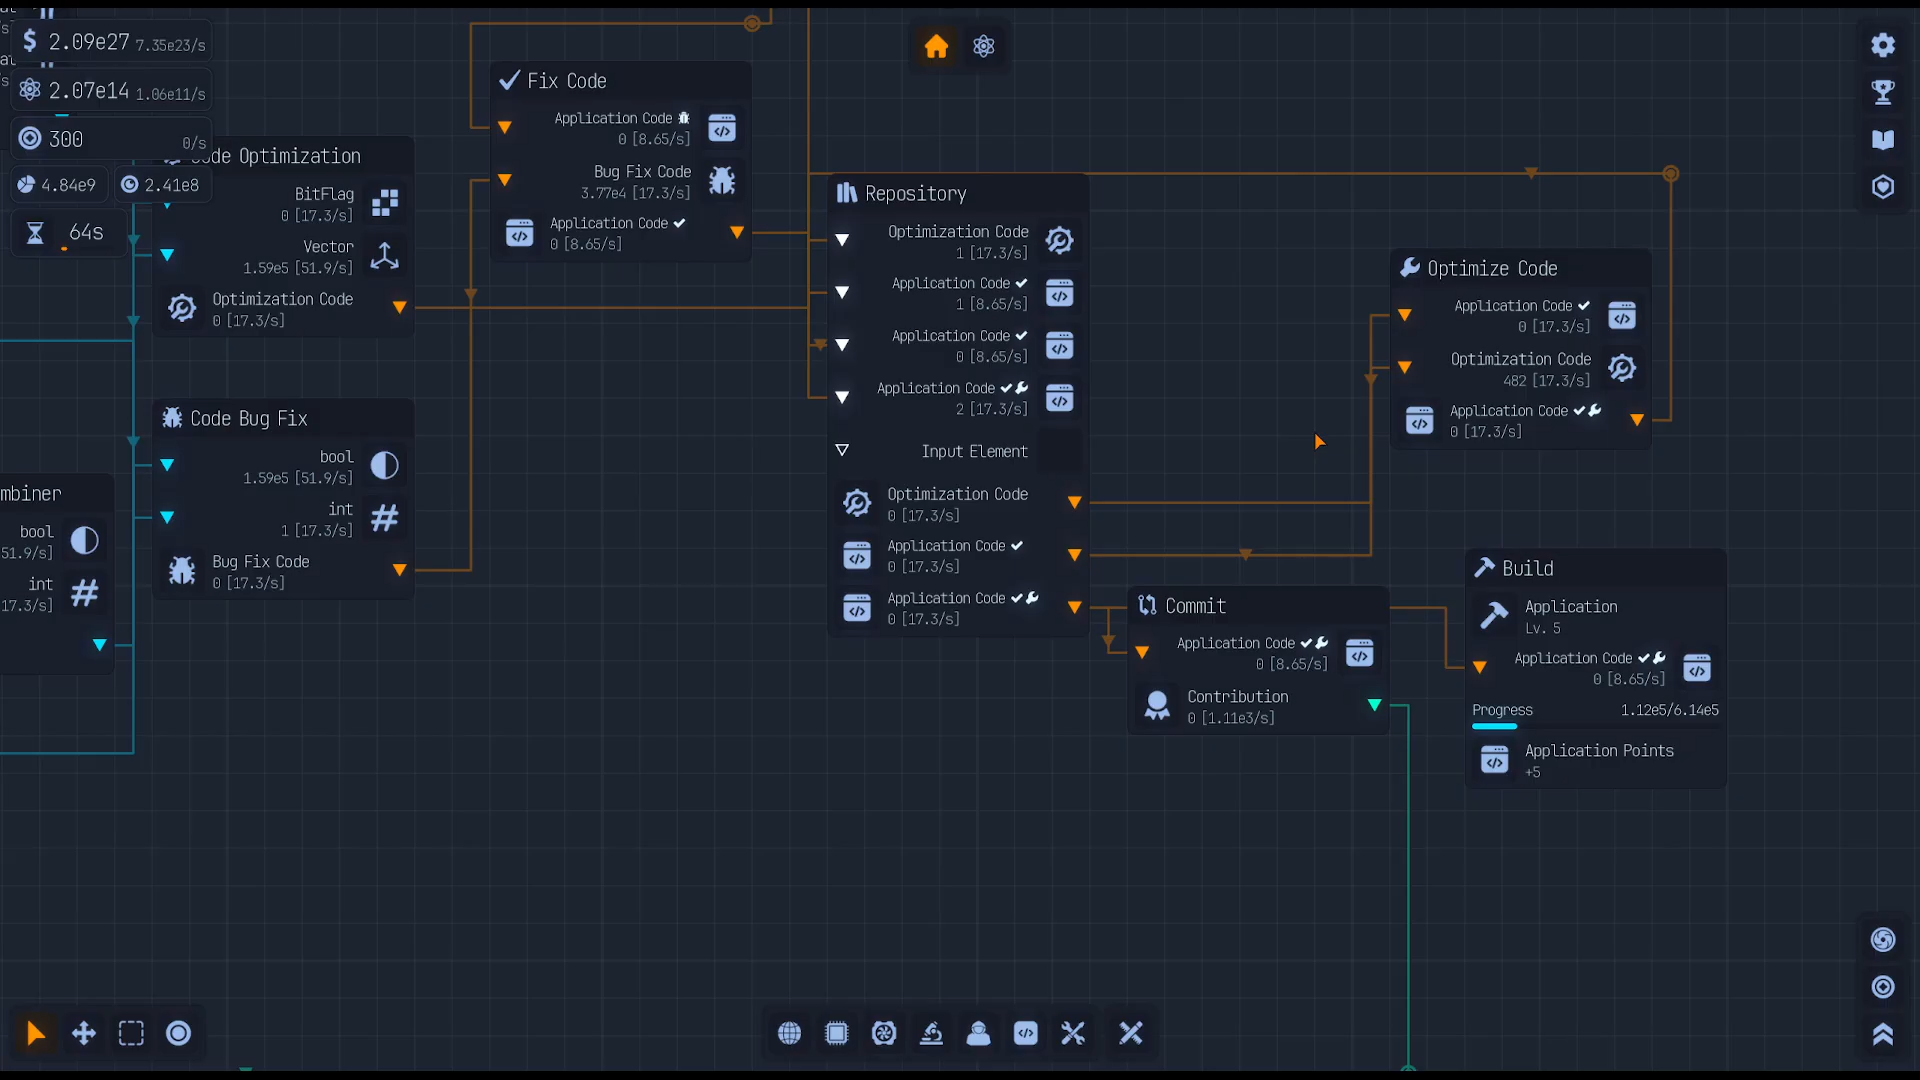 $ 2.09e27 7.35e23/s
2.07e14 1.06e11/s
300 0/s
4.84e9
2.41e8
64s
Code Optimization
BitFlag
0 [17.3/s]
Vector
1.59e5 [51.9/s]
Optimization Code
0 [17.3/s]
Code Bug Fix
bool
1.59e5 [51.9/s]
int
1 [17.3/s]
Bug Fix Code
0 [17.3/s]
mbiner
bool
51.9/s]
int
17.3/s]
Fix Code
Application Code
0 [8.65/s]
Bug Fix Code
3.77e4 [17.3/s]
Application Code
0 [8.65/s]
Repository
Optimization Code
1 [17.3/s]
Application Code
1 [8.65/s]
Application Code
0 [8.65/s]
Application Code
2 [17.3/s]
Input Element
Optimization Code
0 [17.3/s]
Application Code
0 [17.3/s]
Application Code
0 [17.3/s]
Optimize Code
Application Code
0 [17.3/s]
Optimization Code
482 [17.3/s]
Application Code
0 [17.3/s]
Commit
Application Code
0 [8.65/s]
Contribution
0 [1.11e3/s]
Build
Application
Lv. 5
Application Code
0 [8.65/s]
Progress 1.12e5/6.14e5
Application Points
+5